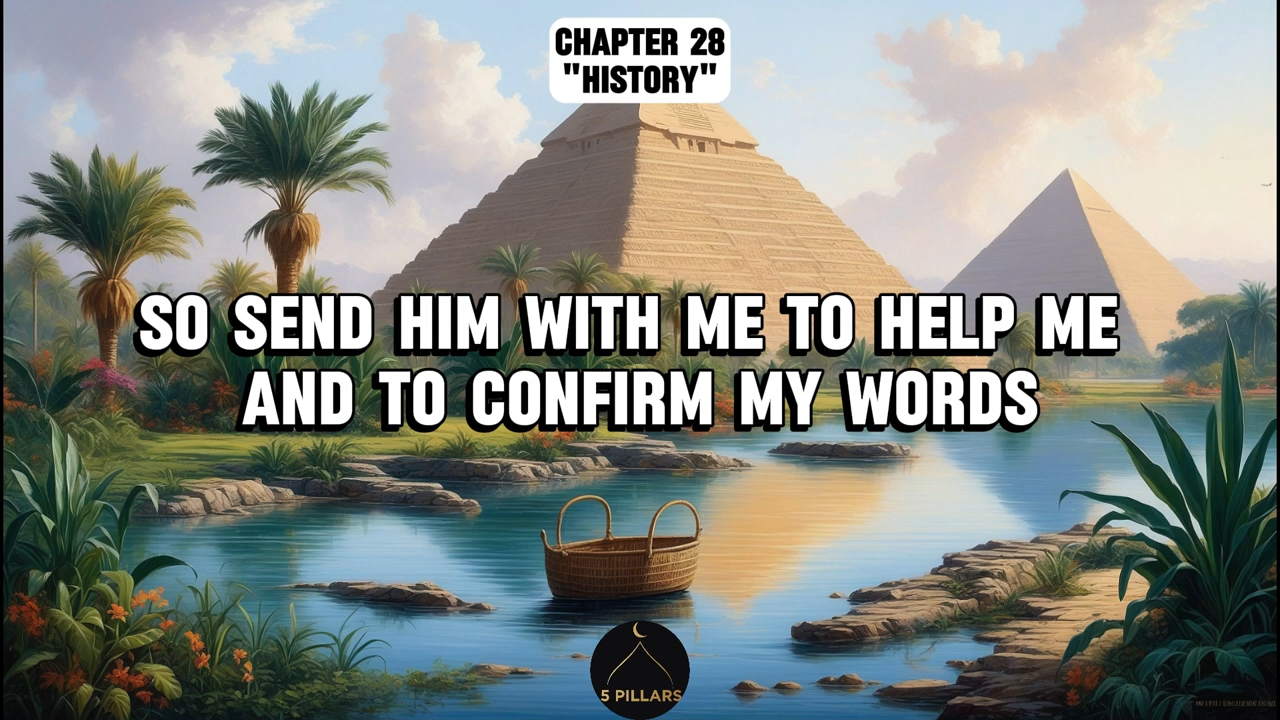 CHAPTER 28
"HISTORY"
SO SEND HIM WITH ME TO HELP ME
AND TO CONFIRM MY WORDS
5 PILLARS